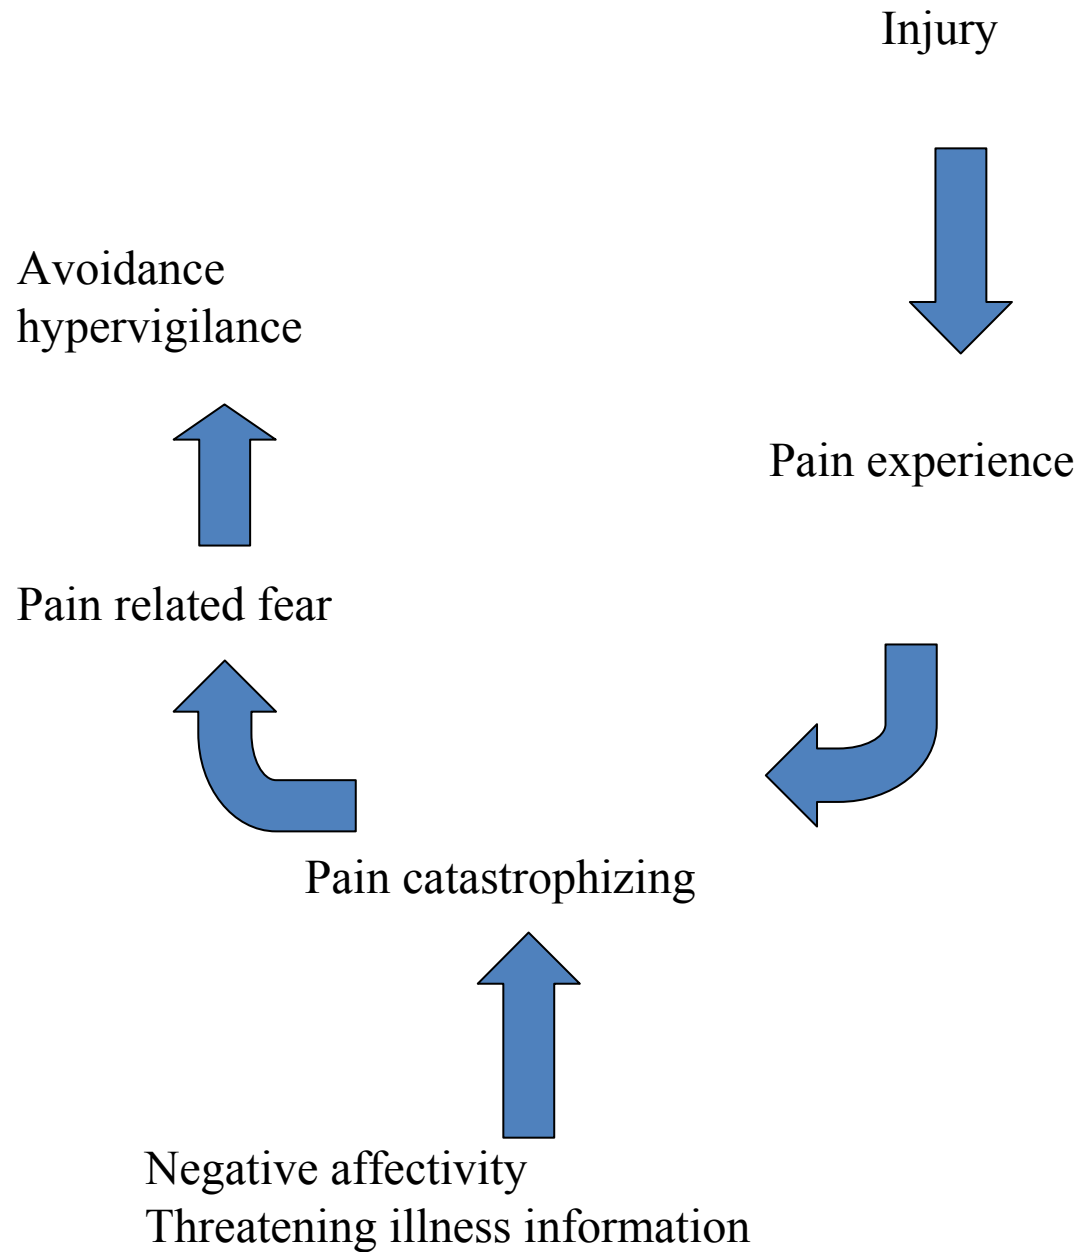 Injury
Avoidance
hypervigilance
Pain experience
Pain related fear
Pain catastrophizing
Negative affectivity
Threatening illness information